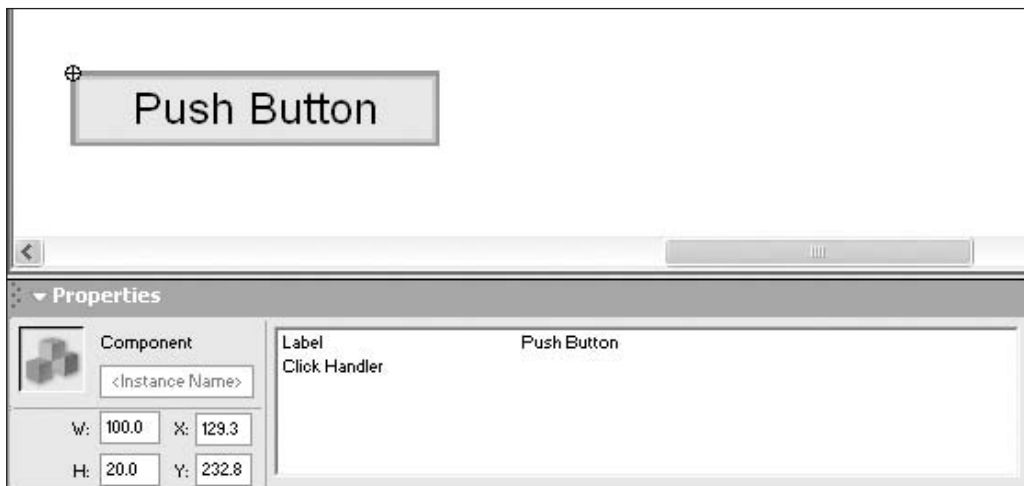 Push Button
Properties
Component
<Instance Name>
W: 100.0 X: 129.3
H: 20.0 Y: 232.8
Label Push Button
Click Handler